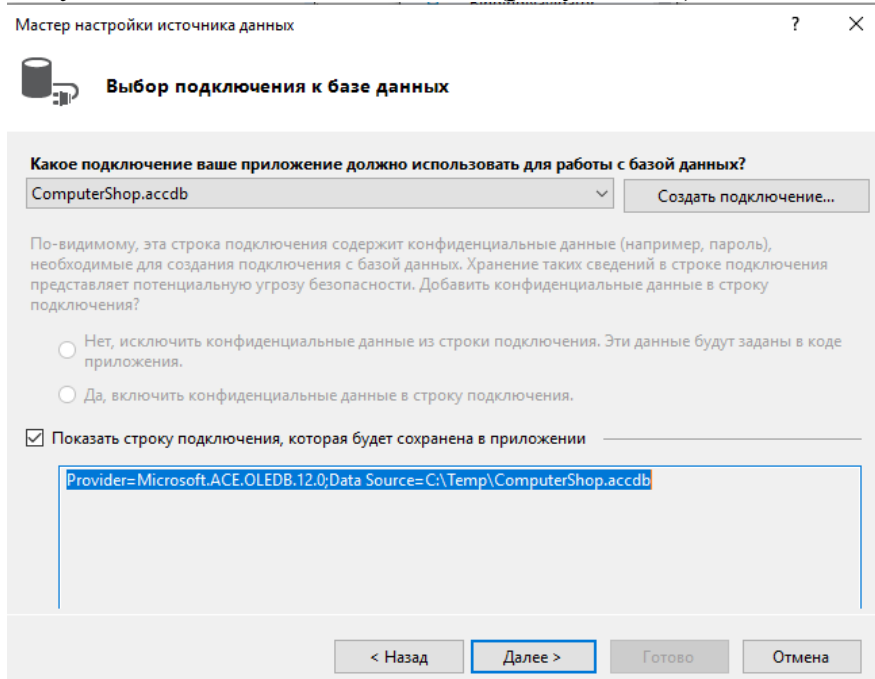 Мастер настройки источника данных
?
Выбор подключения к базе данных
Какое подключение ваше приложение должно использовать для работы с базой данных?
ComputerShop.accdb
Создать подключение...
По-видимому, эта строка подключения содержит конфиденциальные данные (например, пароль),
необходимые для создания подключения с базой данных. Хранение таких сведений в строке подключения
представляет потенциальную угрозу безопасности. Добавить конфиденциальные данные в строку
подключения?
Нет, исключить конфиденциальные данные из строки подключения. Эти данные будут заданы в коде
приложения.
Да, включить конфиденциальные данные в строку подключения.
Показать строку подключения, которая будет сохранена в приложении
Provider=Microsoft.ACE.OLEDB.12.0;Data Source=C:\Temp\ComputerShop.accdb
< Назад
Далее >
Готово
Отмена